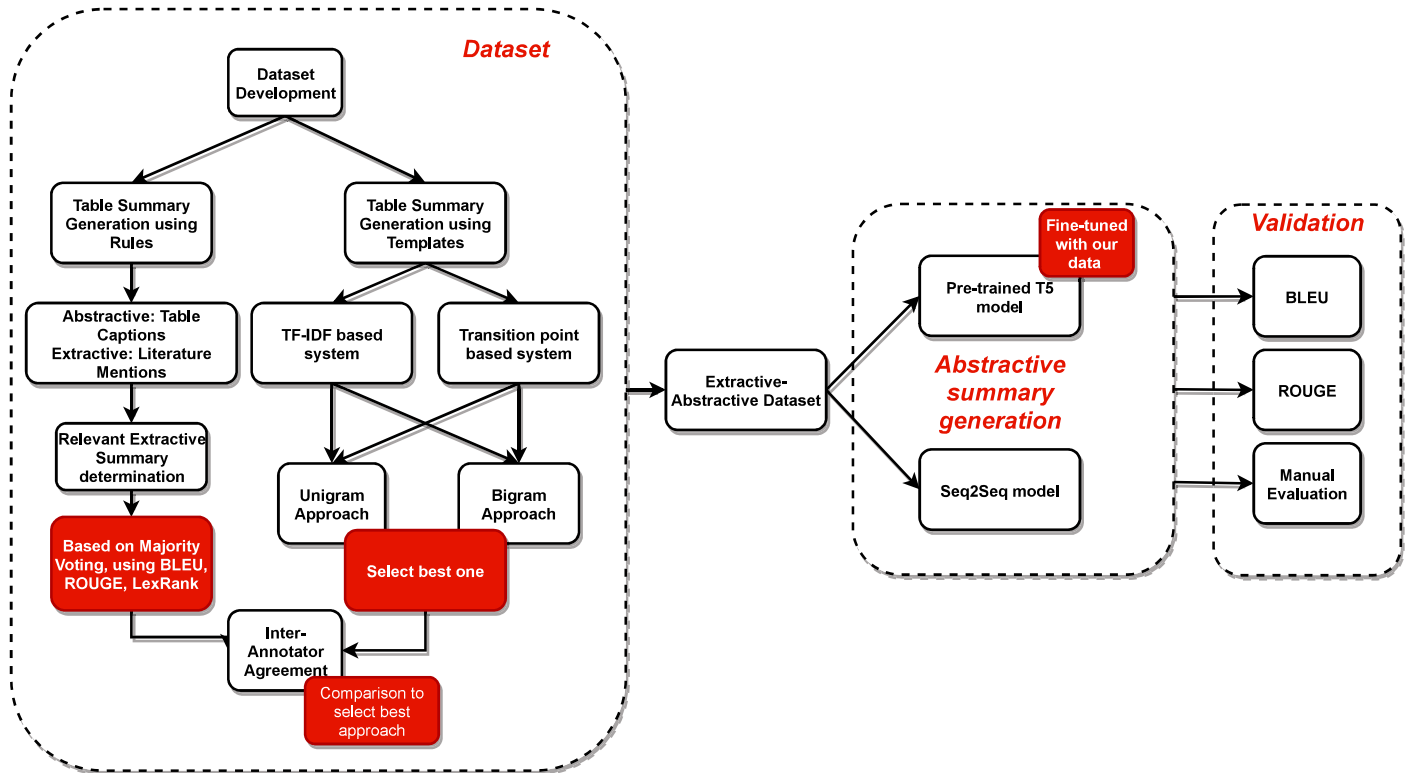 Dataset
Dataset
Development
Table Summary
Generation using
Rules
Table Summary
Generation using
Templates
Abstractive: Table
Captions
Extractive: Literature
Mentions
TF-IDF based
system
Transition point
based system
Relevant Extractive
Summary
determination
Unigram
Approach
Bigram
Approach
Based on Majority
Voting, using BLEU,
ROUGE, LexRank
Select best one
Inter-
Annotator
Agreement
Comparison to
select best
approach
Extractive-
Abstractive Dataset
Fine-tuned
with our
data
Pre-trained T5
model
Abstractive
summary
generation
Seq2Seq model
Validation
BLEU
ROUGE
Manual
Evaluation